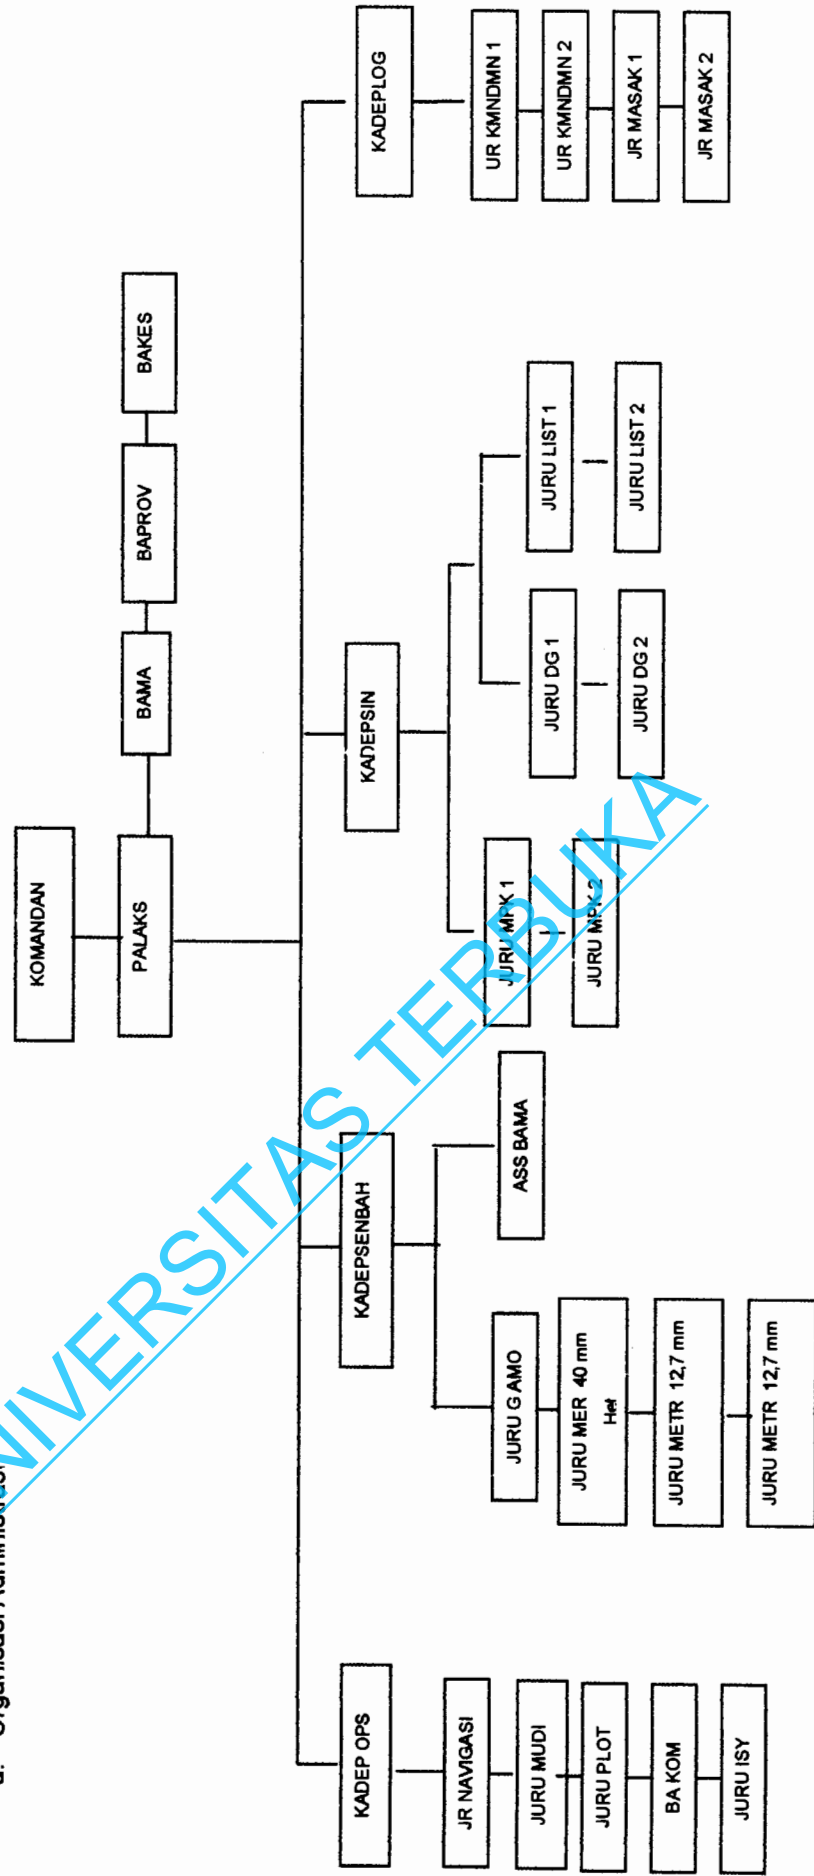 a. Organisasi Administrasi
KOMANDAN
PALAKS
BAMA
BAPROV
BAKES
KADEP OPS
JR NAVIGASI
JURU MUDI
JURU PLOT
BA KOM
JURU ISY
KADEPSENBAH
JURU G AMO
JURU MER 40 mm
Het
JURU METR 12,7 mm
JURU METR 12,7 mm
ASS BAMA
KADEPSIN
JURU MPK 1
JURU MPK 2
JURU DG 1
JURU DG 2
JURU LIST 1
JURU LIST 2
KADEPLOG
UR KMNDMN 1
UR KMNDMN 2
JR MASAK 1
JR MASAK 2
NIVERSITAS TERBUKA